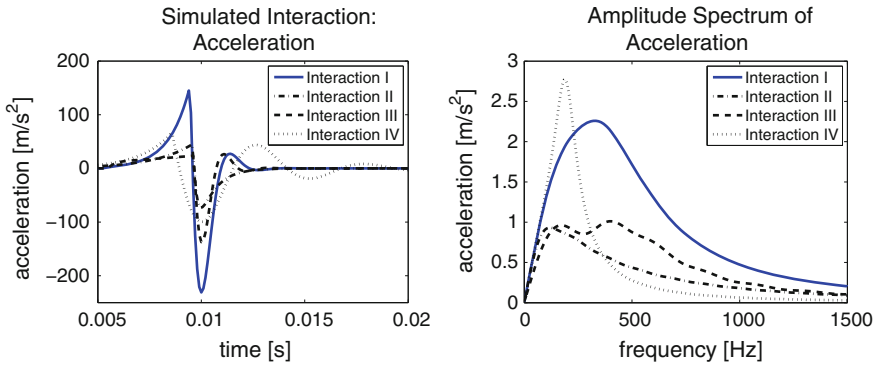 Simulated Interaction:
Acceleration
200
100
0
−100
−200
acceleration [m/s²]
0.005
0.01
0.015
0.02
time [s]
Interaction I
Interaction II
Interaction III
Interaction IV
Amplitude Spectrum of
Acceleration
3
2.5
2
1.5
1
0.5
0
acceleration [m/s²]
0
500
1000
1500
frequency [Hz]
Interaction I
Interaction II
Interaction III
Interaction IV